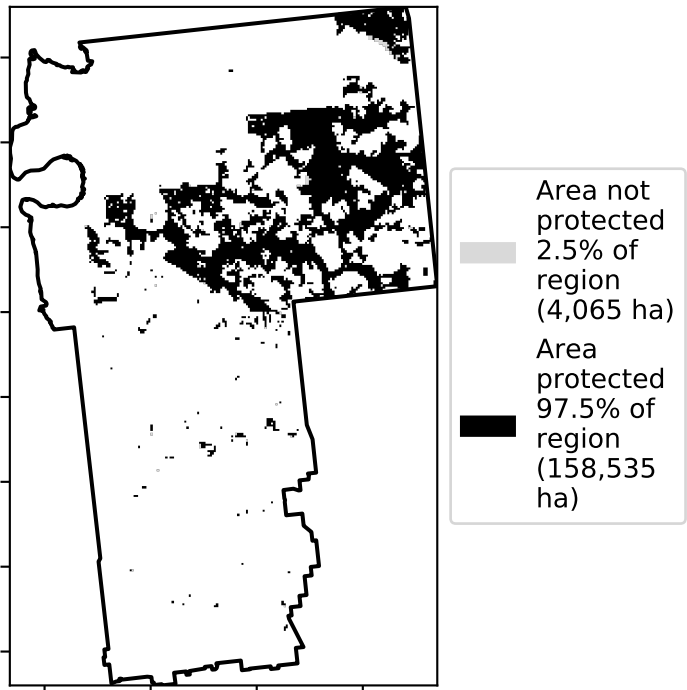 Area not
protected
2.5% of
region
(4,065 ha)
Area
protected
97.5% of
region
(158,535
ha)